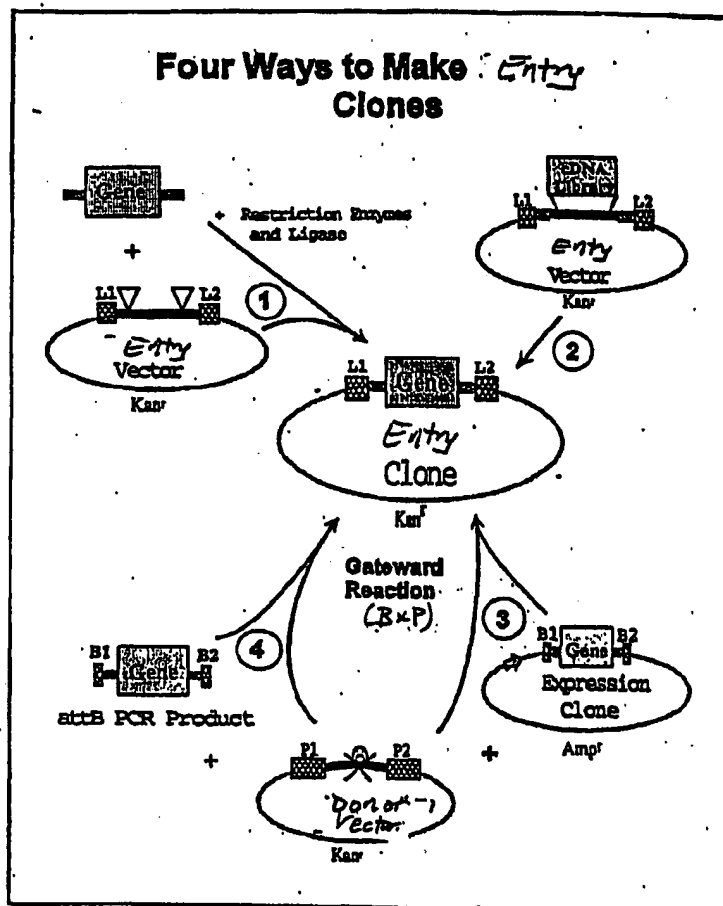 Four Ways to Make Entry
Clones
Gene
+
+ Restriction Enzymes
and Ligase
L1
L2
Entry
Vector
Kanr
1
cDNA
Library
L1
L2
Entry
Vector
Kanr
2
L1
Gene
L2
Entry
Clone
Kanr
Gateward
Reaction
(BxP)
3
4
B1
Gene
B2
attB PCR Product
+
B1
Gene
B2
Expression
Clone
Ampr
+
P1
P2
Donor
Vector
Kanr